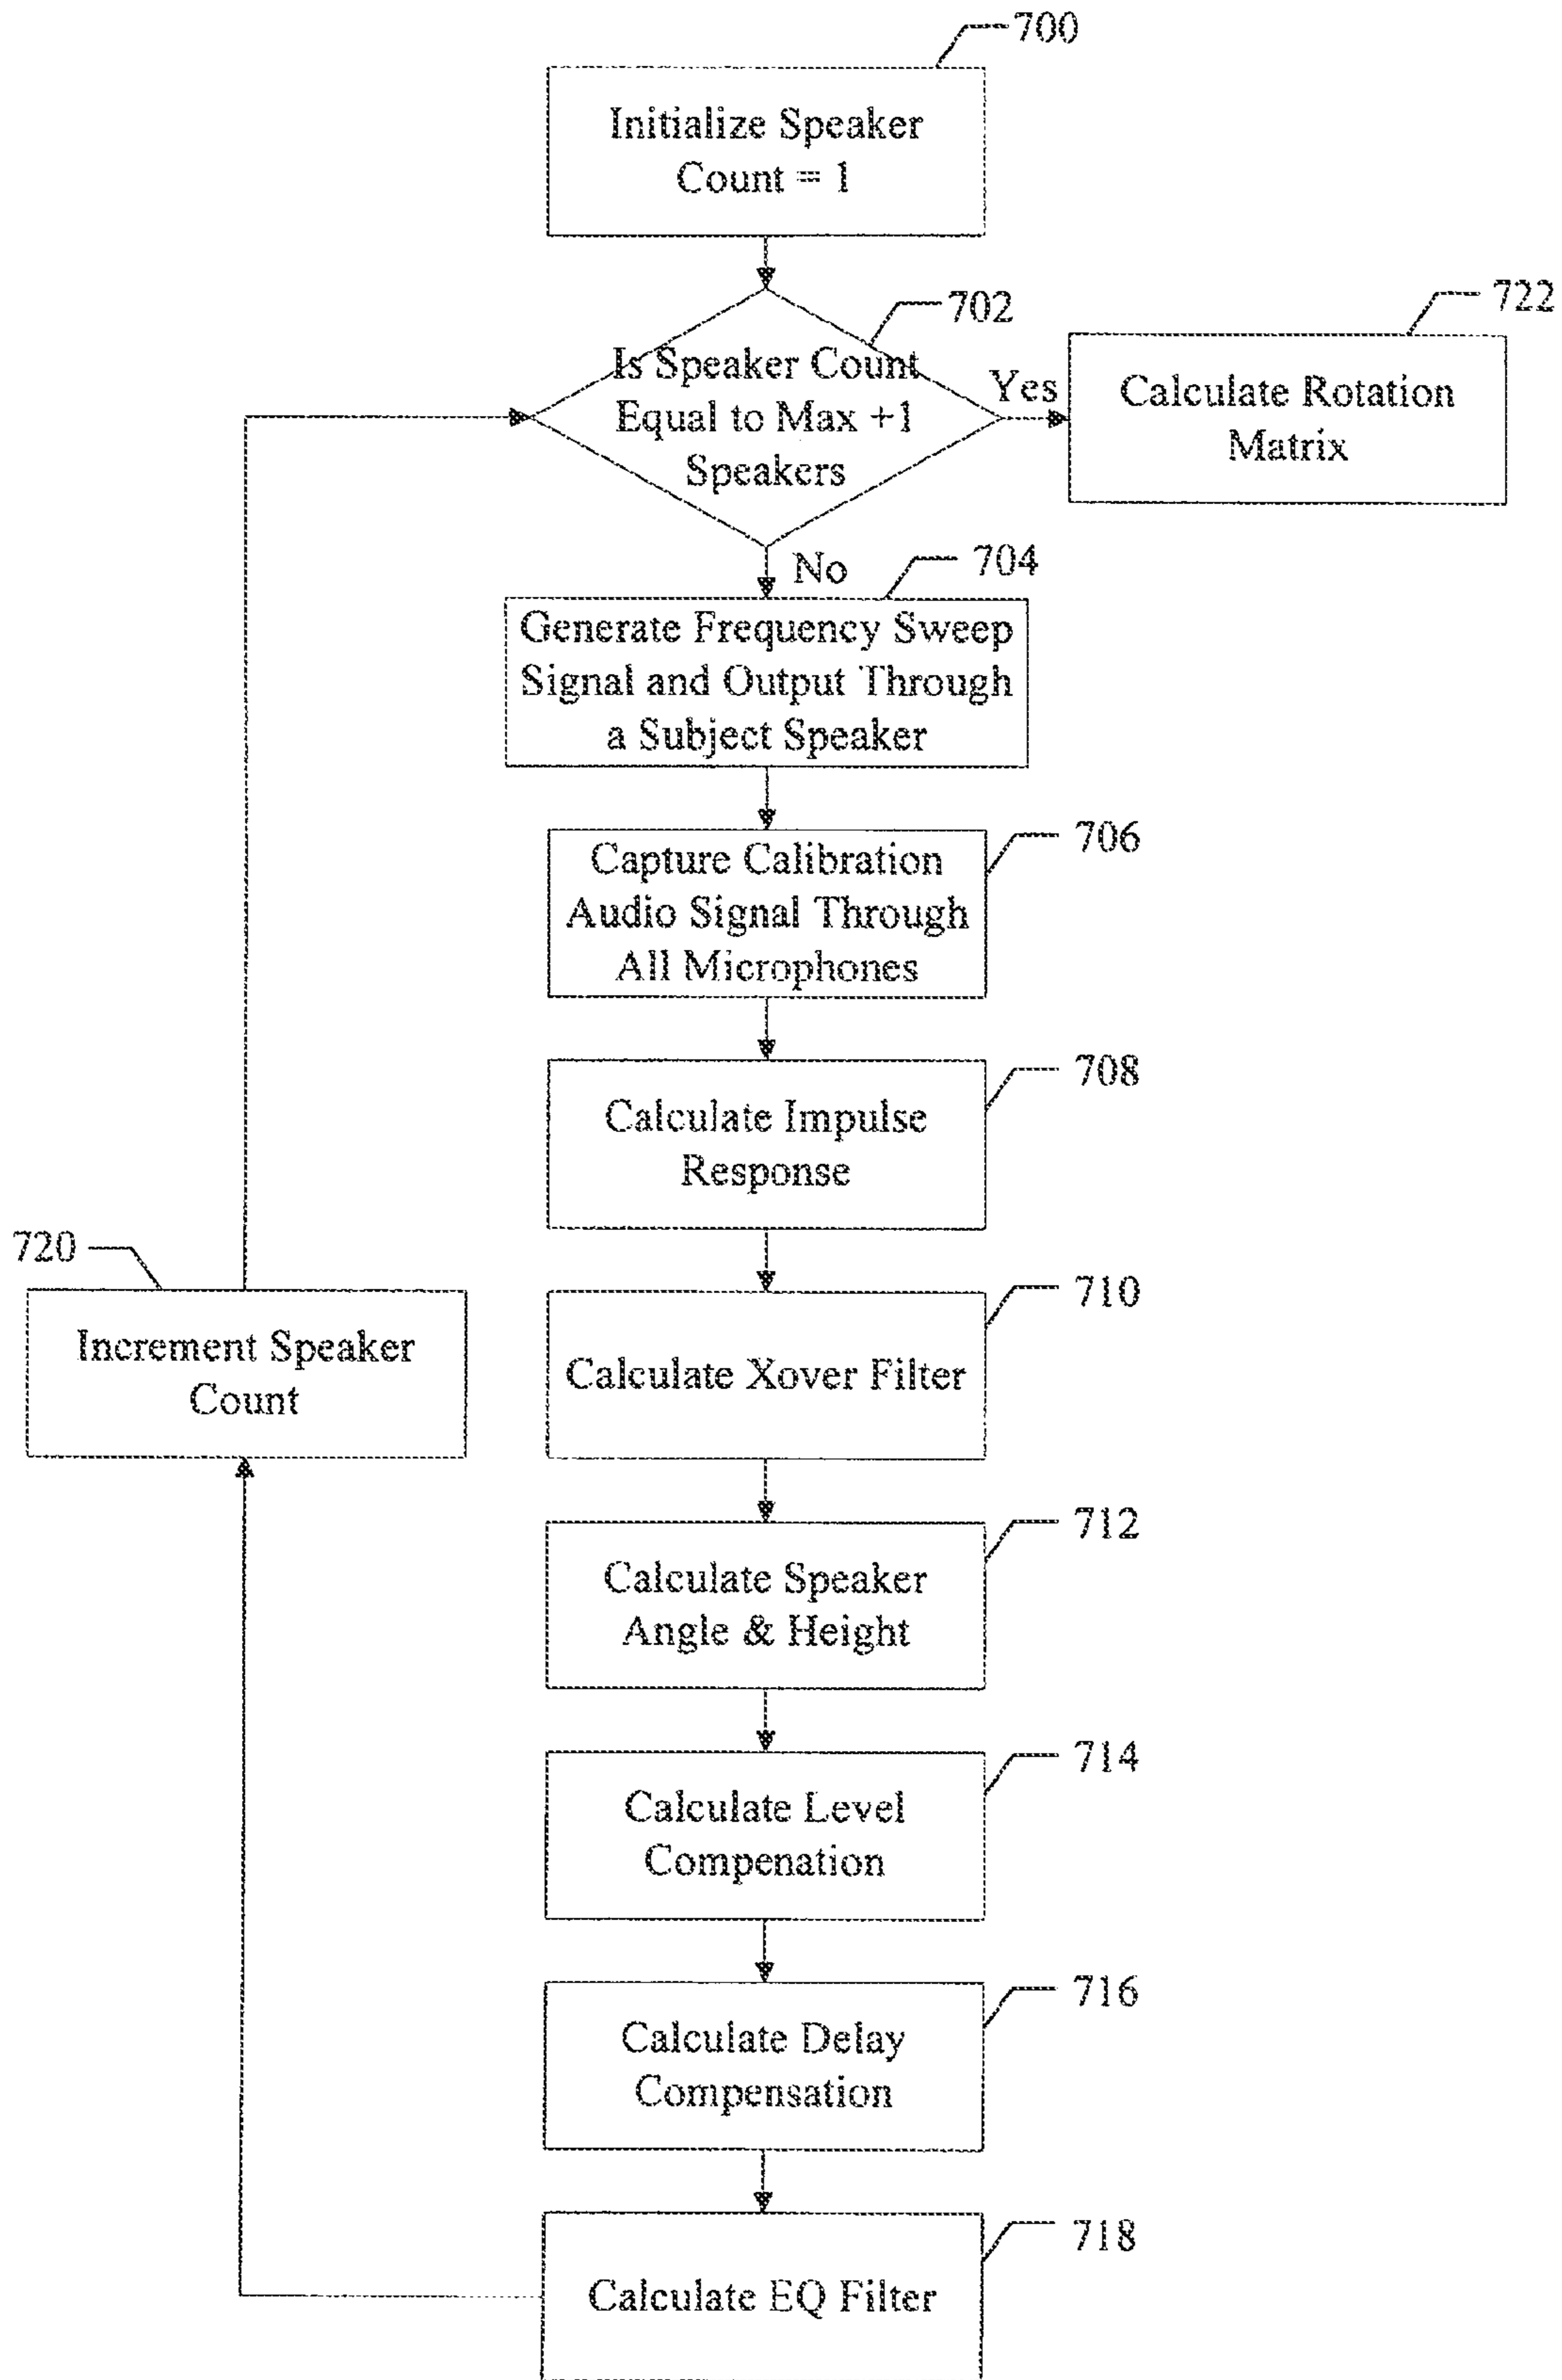 700
Initialize Speaker
Count = 1
702
722
Is Speaker Count
Equal to Max +1
Speakers
Yes
Calculate Rotation
Matrix
No
704
Generate Frequency Sweep
Signal and Output Through
a Subject Speaker
706
Capture Calibration
Audio Signal Through
All Microphones
708
Calculate Impulse
Response
710
Calculate Xover Filter
712
Calculate Speaker
Angle & Height
714
Calculate Level
Compenation
716
Calculate Delay
Compensation
718
Calculate EQ Filter
720
Increment Speaker
Count